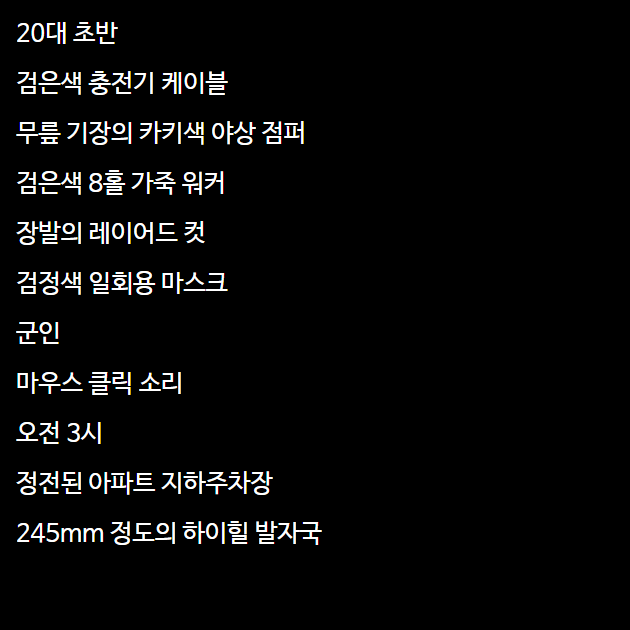 20대 초반
검은색 충전기 케이블
무릎 기장의 카키색 야상 점퍼
검은색 8홀 가죽 워커
장발의 레이어드 컷
검정색 일회용 마스크
군인
마우스 클릭 소리
오전 3시
정전된 아파트 지하주차장
245mm 정도의 하이힐 발자국